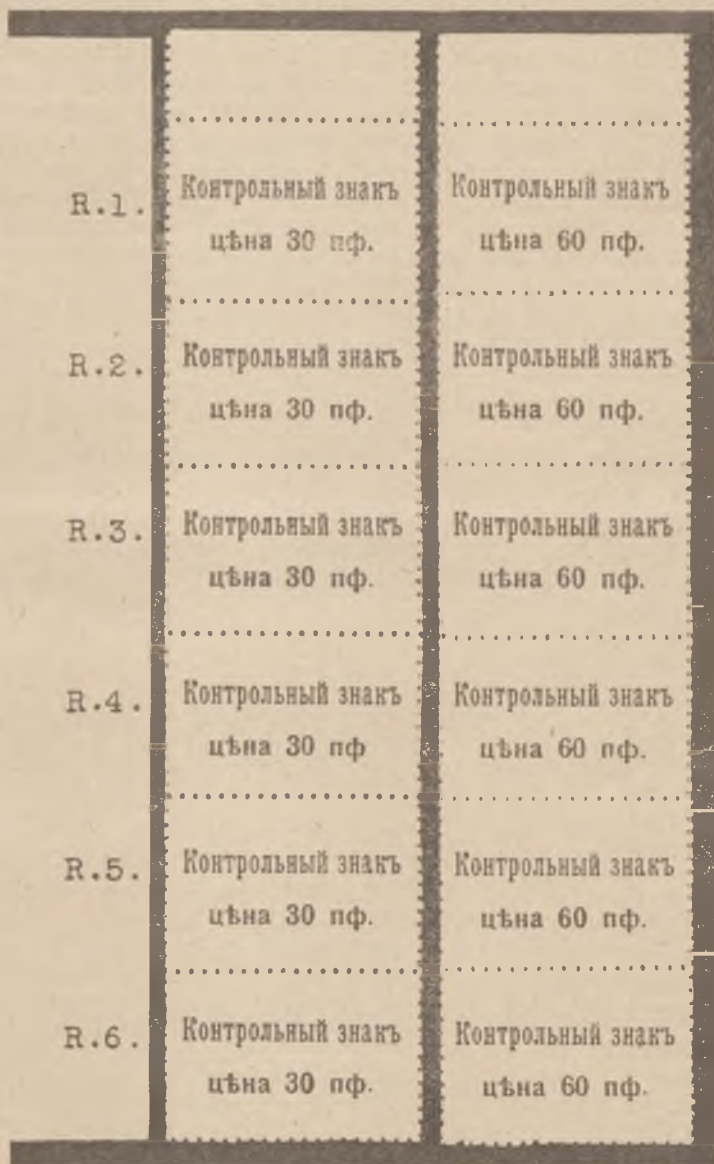 R.1. Контрольный знакъ Контрольный знакъ
цѣна 30 пф. цѣна 60 пф.
R.2. Контрольный знакъ Контрольный знакъ
цѣна 30 пф. цѣна 60 пф.
R.3. Контрольный знакъ Контрольный знакъ
цѣна 30 пф. цѣна 60 пф.
R.4. Контрольный знакъ Контрольный знакъ
цѣна 30 пф цѣна 60 пф.
R.5. Контрольный знакъ Контрольный знакъ
цѣна 30 пф. цѣна 60 пф.
R.6. Контрольный знакъ Контрольный знакъ
цѣна 30 пф. цѣна 60 пф.